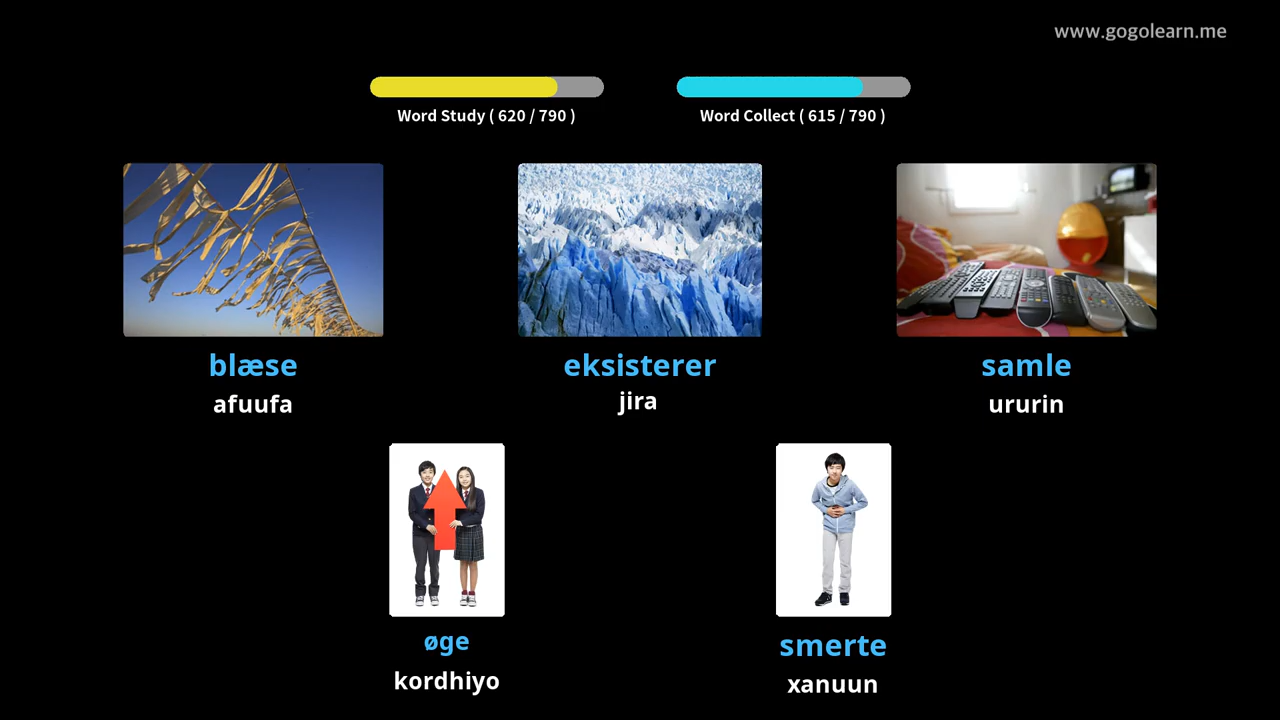 www.gogolearn.me
Word Study ( 620 / 790 )
Word Collect ( 615 / 790 )
blæse
afuufa
eksisterer
jira
samle
ururin
øge
kordhiyo
smerte
xanuun